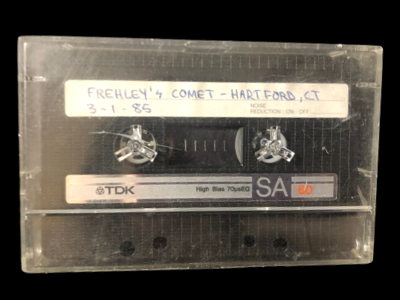 FREHLEY'S COMET - HARTFORD, CT
3-1-85
NOISE
REDUCTION: ON / OFF
TDK
High Bias 70μsEQ
SA
60